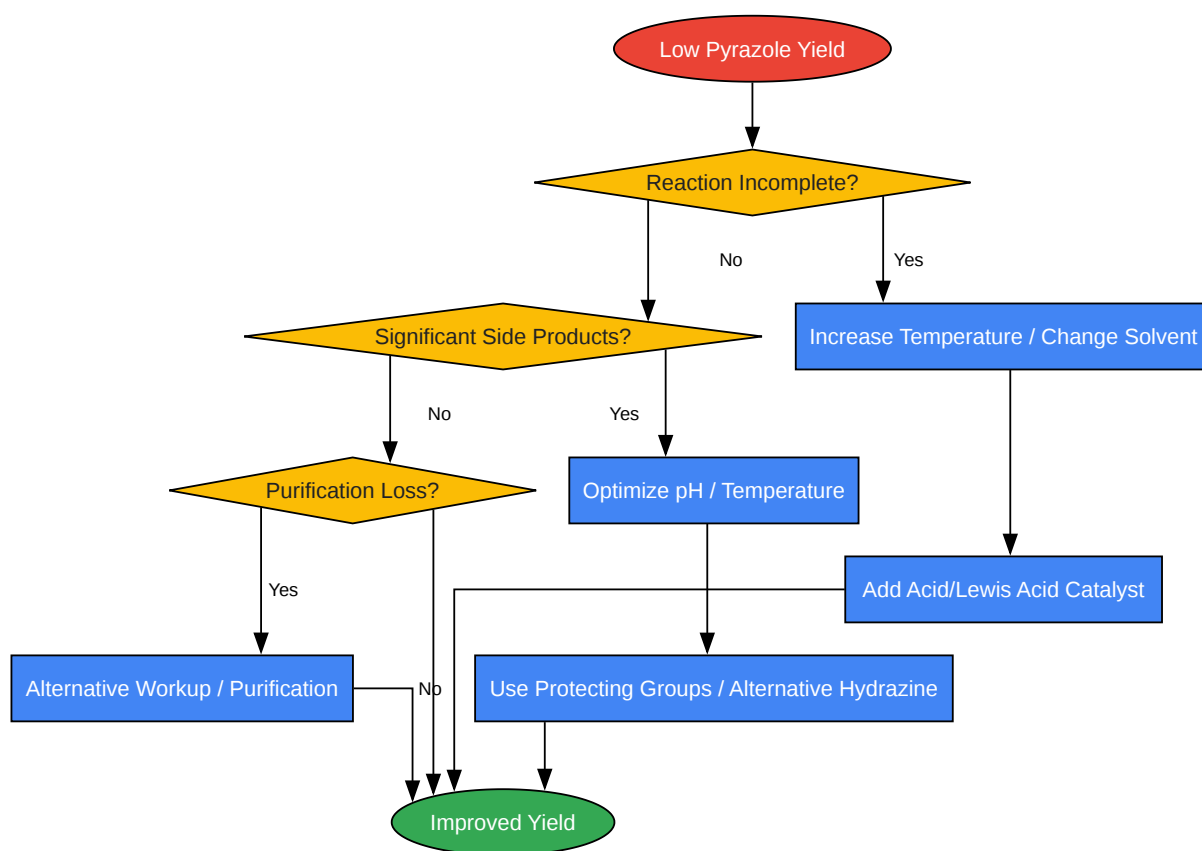 Low Pyrazole Yield
Reaction Incomplete?
No
Yes
Significant Side Products?
Increase Temperature / Change Solvent
No
Yes
Purification Loss?
Optimize pH / Temperature
Yes
Add Acid/Lewis Acid Catalyst
Alternative Workup / Purification
No
Use Protecting Groups / Alternative Hydrazine
Improved Yield